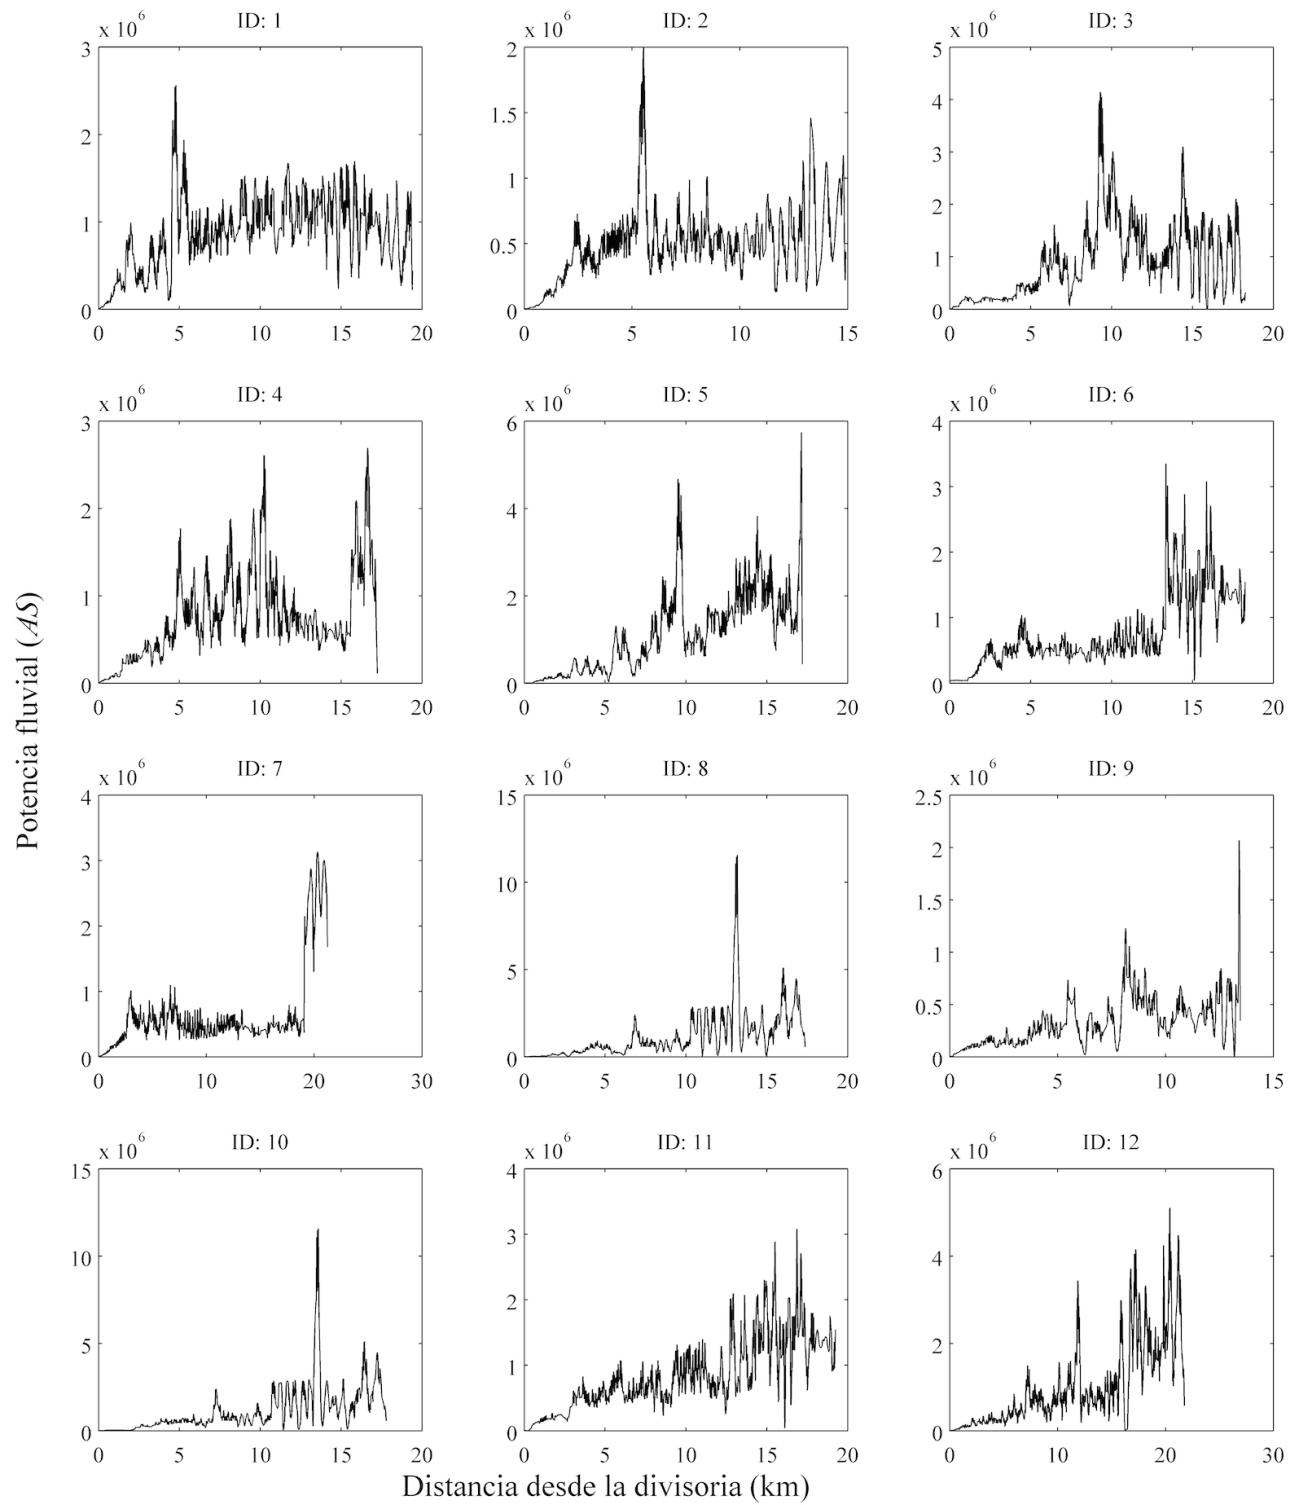 x 10^6 ID: 1 x 10^6 ID: 2 x 10^6 ID: 3
3 2 5
4
2 1.5
3
1
2
1 0.5
1
0 0 0
0 5 10 15 20 0 5 10 15 0 5 10 15 20
x 10^6 ID: 4 x 10^6 ID: 5 x 10^6 ID: 6
3 6 4
3
2 4
2
1 2
1
0 0 0
0 5 10 15 20 0 5 10 15 20 0 5 10 15 20
Potencia fluvial (AS)
x 10^6 ID: 7 x 10^6 ID: 8 x 10^6 ID: 9
4 15 2.5
3 2
10
1.5
2
1
5
1 0.5
0 0 0
0 10 20 30 0 5 10 15 20 0 5 10 15
x 10^6 ID: 10 x 10^6 ID: 11 x 10^6 ID: 12
15 4 6
3
10 4
2
5 2
1
0 0 0
0 5 10 15 20 0 5 10 15 20 0 10 20 30
Distancia desde la divisoria (km)